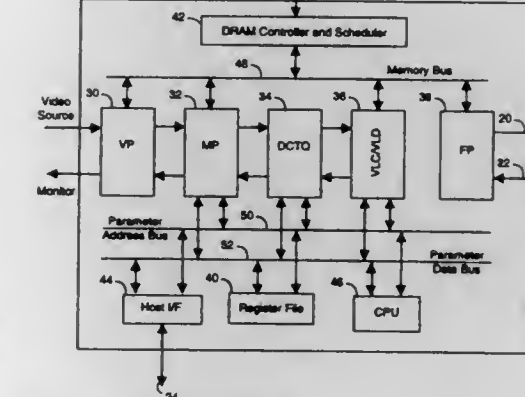 42
DRAM Controller and Scheduler
48
Memory Bus
Video
Source
30
32
34
36
38
20
VP
MP
DCTQ
VLC/VLD
FP
22
Monitor
Parameter
Address Bus
50
52
Parameter
Data Bus
44
40
46
Host I/F
Register File
CPU
24